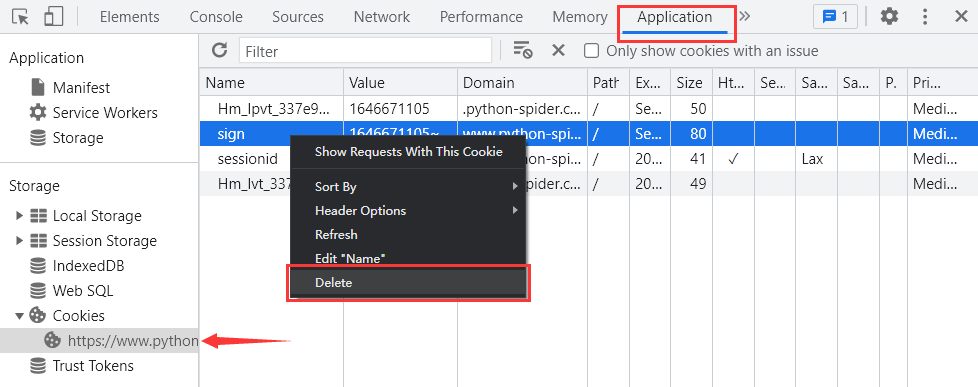 Elements Console Sources Network Performance Memory Application » 1
Application
Manifest
Service Workers
Storage
Storage
Local Storage
Session Storage
IndexedDB
Web SQL
Cookies
https://www.python
Trust Tokens
Filter Only show cookies with an issue
Name Value Domain Path Ex... Size Ht... Se... Sa... Sa... P. Pri...
Hm_lpvt_337e9... 1646671105 .python-spider.c... / Se... 50 Medi...
sign 1646671105~ www.python-spi... / Se... 80 Medi...
sessionid thon-spi... / 20... 41 ✓ Lax Medi...
Hm_lvt_337 spider.c... / 20... 49 Medi...
Show Requests With This Cookie
Sort By
Header Options
Refresh
Edit "Name"
Delete